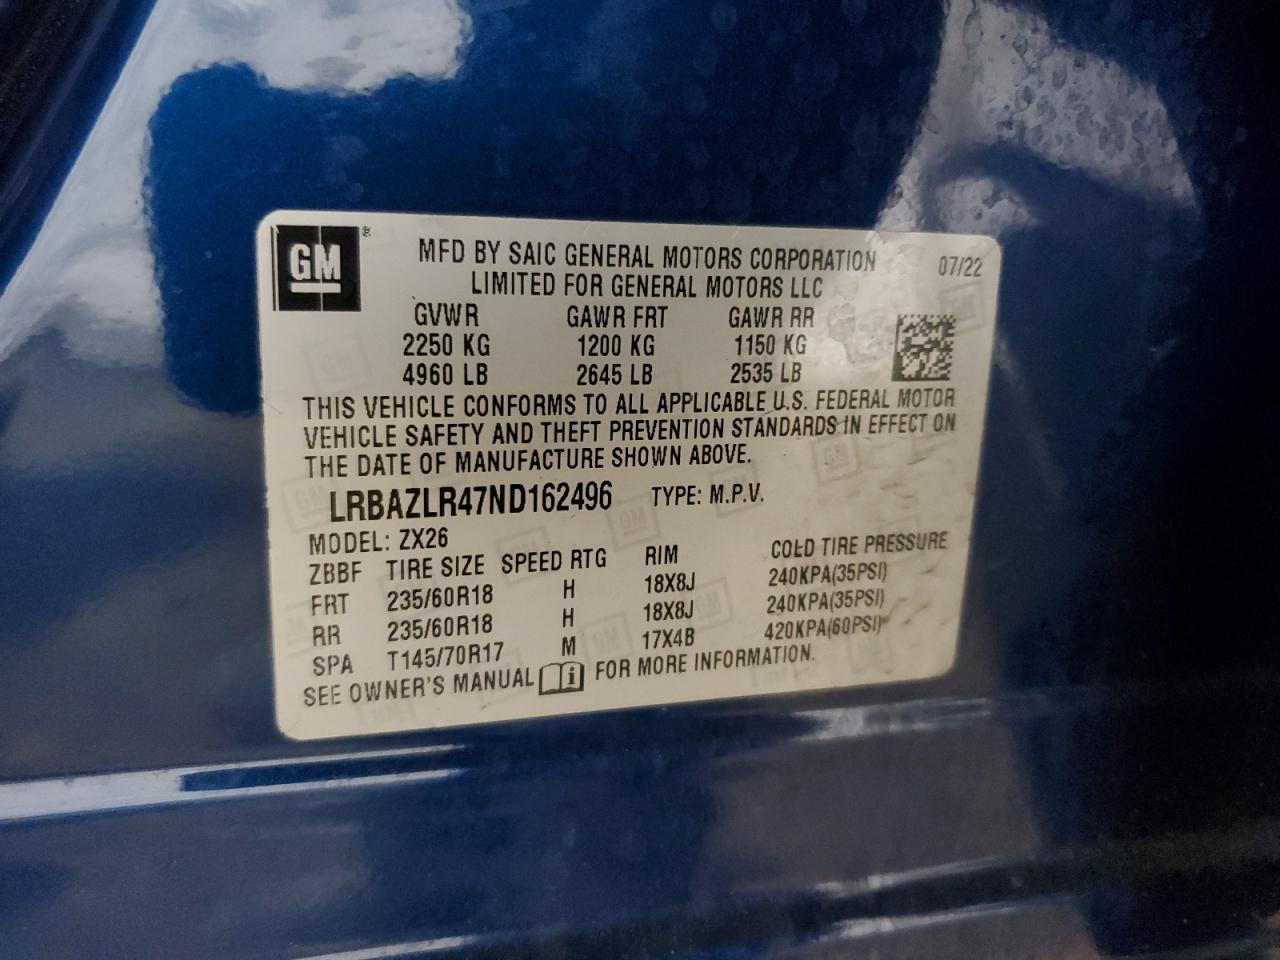 GM ®
MFD BY SAIC GENERAL MOTORS CORPORATION 07/22
LIMITED FOR GENERAL MOTORS LLC
GVWR GAWR FRT GAWR RR
2250 KG 1200 KG 1150 KG
4960 LB 2645 LB 2535 LB
THIS VEHICLE CONFORMS TO ALL APPLICABLE U.S. FEDERAL MOTOR
VEHICLE SAFETY AND THEFT PREVENTION STANDARDS IN EFFECT ON
THE DATE OF MANUFACTURE SHOWN ABOVE.
LRBAZLR47ND162496 TYPE: M.P.V.
MODEL: ZX26
ZBBF TIRE SIZE SPEED RTG RIM COLD TIRE PRESSURE
FRT 235/60R18 H 18X8J 240KPA(35PSI)
RR 235/60R18 H 18X8J 240KPA(35PSI)
SPA T145/70R17 M 17X4B 420KPA(60PSI)
SEE OWNER'S MANUAL i FOR MORE INFORMATION.